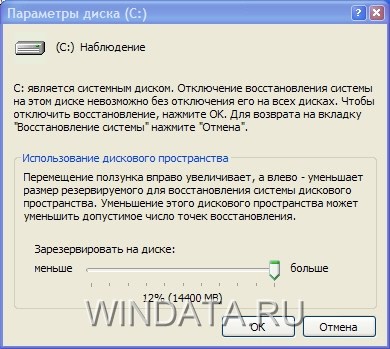 Параметры диска (C:)
(C:) Наблюдение
C: является системным диском. Отключение восстановления системы
на этом диске невозможно без отключения его на всех дисках. Чтобы
отключить восстановление, нажмите OK. Для возврата на вкладку
"Восстановление системы" нажмите "Отмена".
Использование дискового пространства
Перемещение ползунка вправо увеличивает, а влево - уменьшает
размер резервируемого для восстановления системы дискового
пространства. Уменьшение этого дискового пространства может
уменьшить допустимое число точек восстановления.
Зарезервировать на диске:
меньше
больше
12% (14400 MB)
WINDATA.RU
OK
Отмена